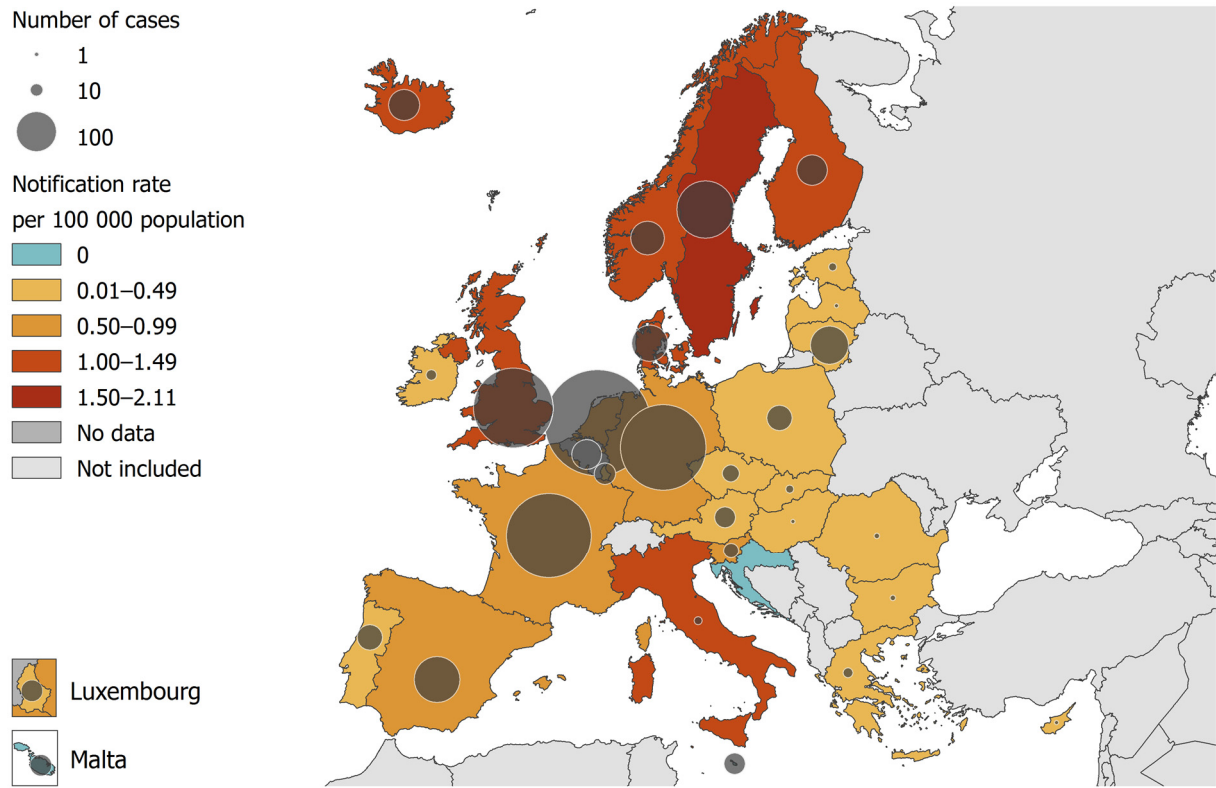 Number of cases
1
10
100
Notification rate
per 100 000 population
0
0.01–0.49
0.50–0.99
1.00–1.49
1.50–2.11
No data
Not included
Luxembourg
Malta